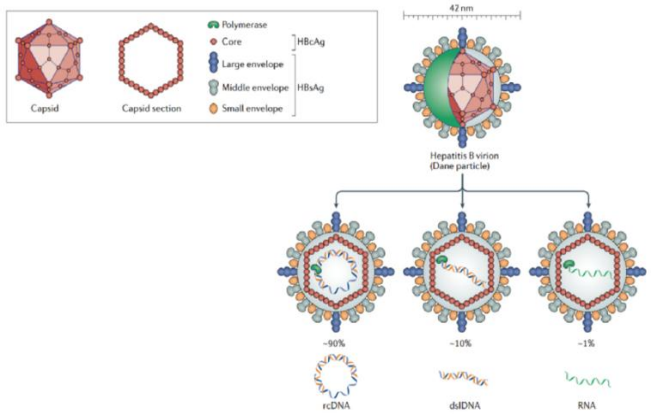 Polymerase
Core
HBcAg
Large envelope
Middle envelope
HBsAg
Small envelope
Capsid
Capsid section
42 nm
Hepatitis B virion
(Dane particle)
~90%
~10%
~1%
rcDNA
dslDNA
RNA